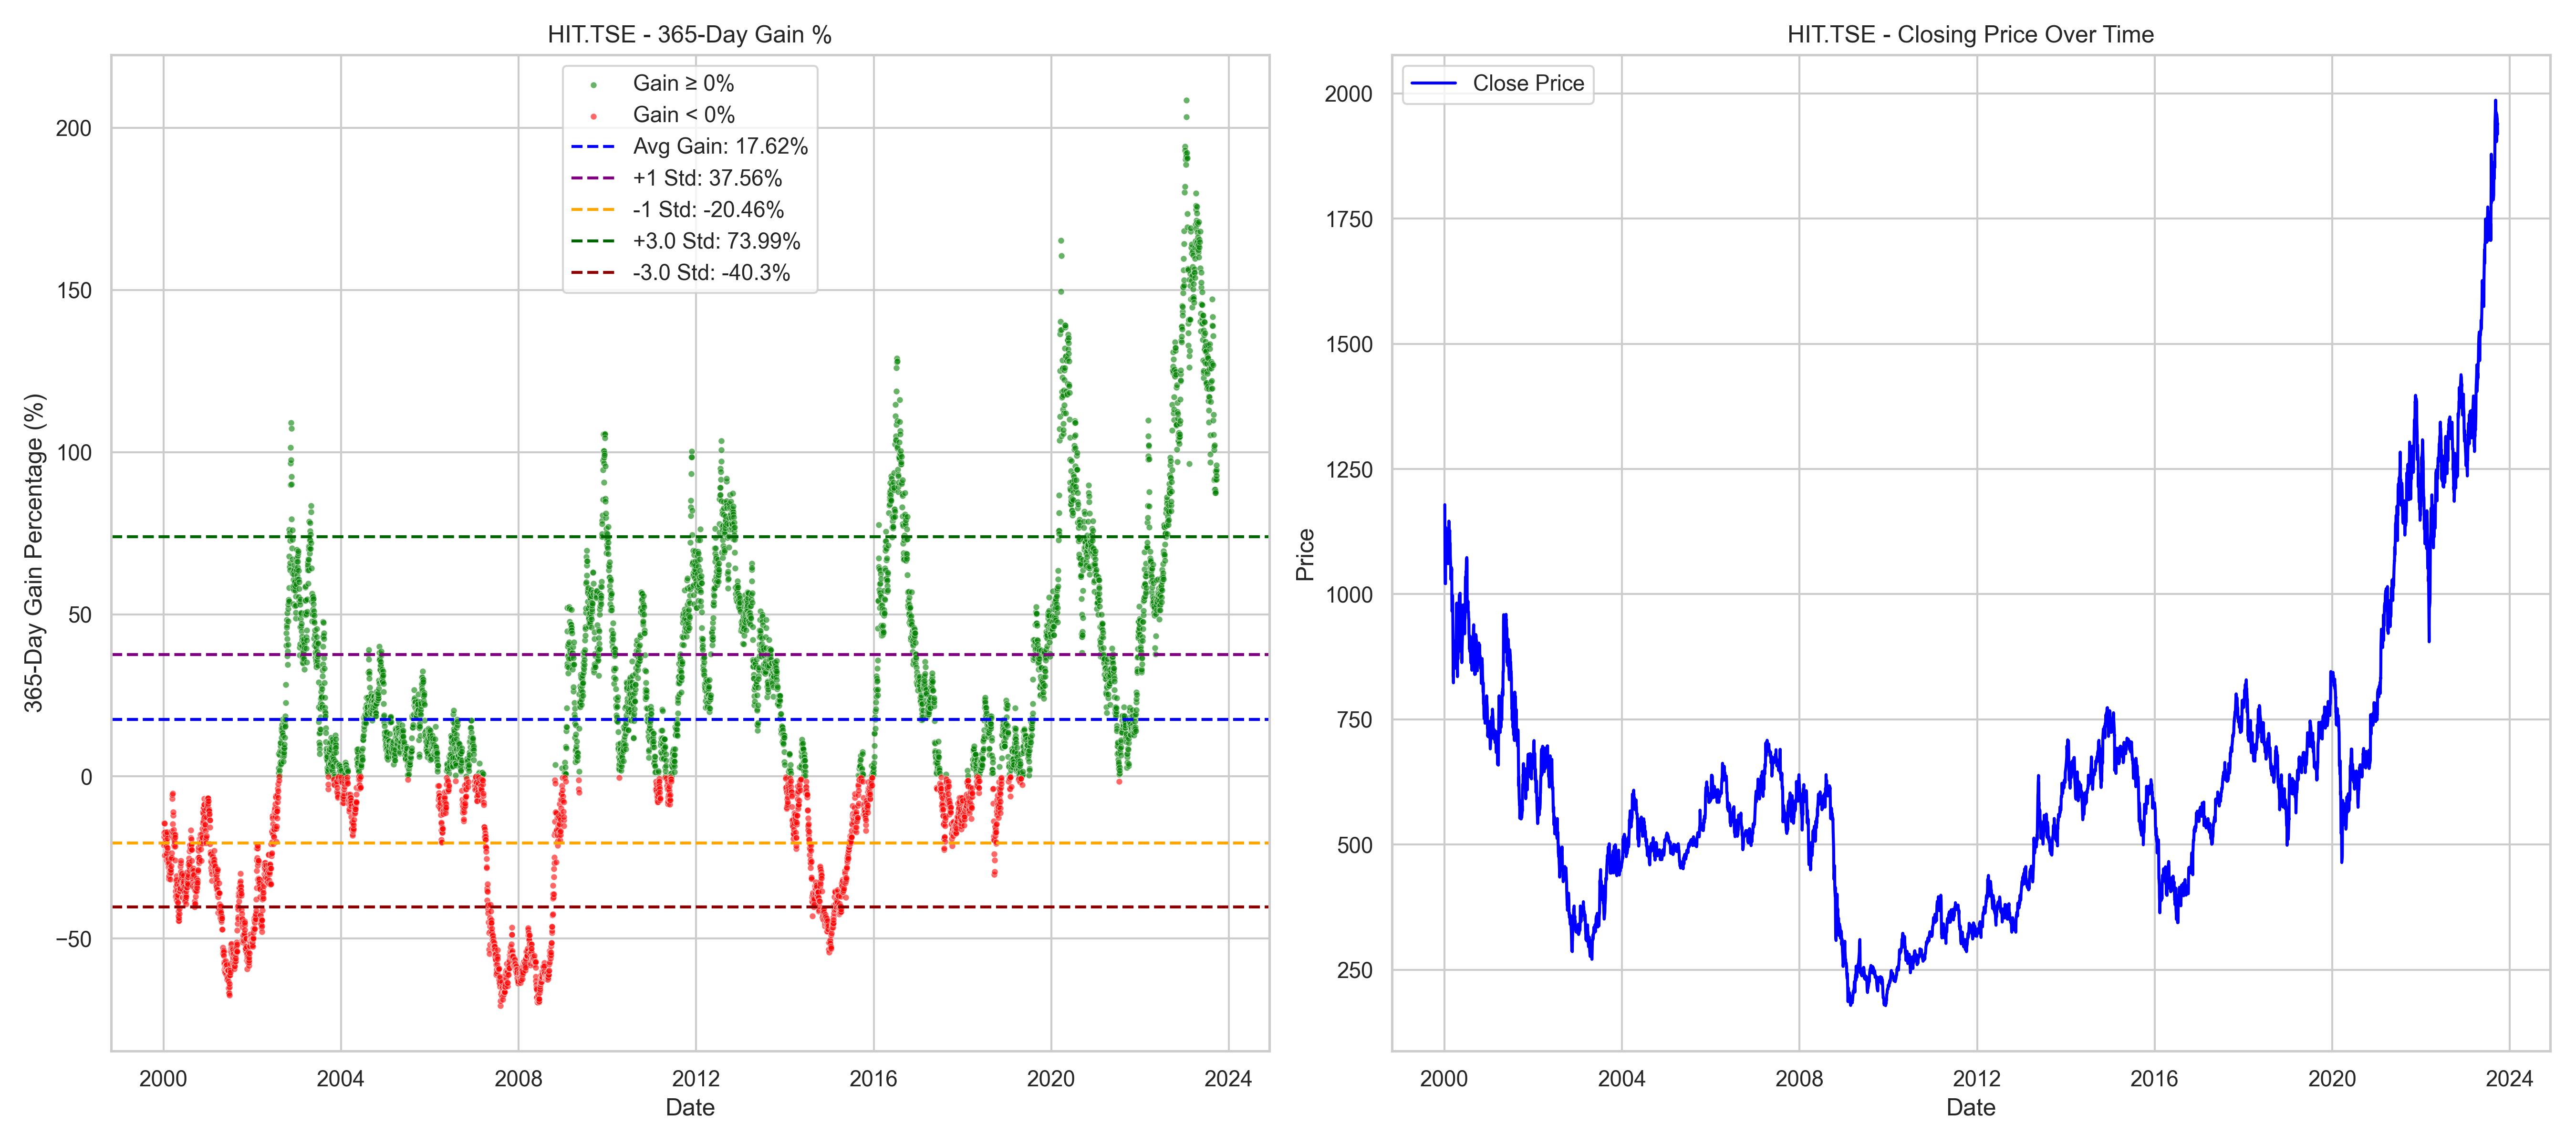 HIT.TSE - 365-Day Gain %
Gain ≥ 0%
Gain < 0%
Avg Gain: 17.62%
+1 Std: 37.56%
-1 Std: -20.46%
+3.0 Std: 73.99%
-3.0 Std: -40.3%
365-Day Gain Percentage (%)
200
150
100
50
0
−50
2000 2004 2008 2012 2016 2020 2024
Date
HIT.TSE - Closing Price Over Time
Close Price
Price
2000
1750
1500
1250
1000
750
500
250
2000 2004 2008 2012 2016 2020 2024
Date